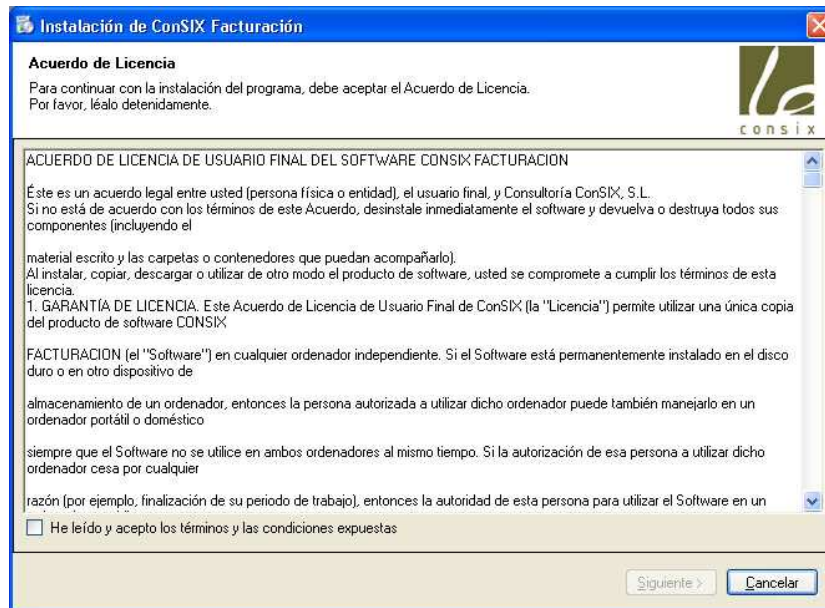 Instalación de ConSIX Facturación
Acuerdo de Licencia
Para continuar con la instalación del programa, debe aceptar el Acuerdo de Licencia.
Por favor, léalo detenidamente.
consix
ACUERDO DE LICENCIA DE USUARIO FINAL DEL SOFTWARE CONSIX FACTURACION
Éste es un acuerdo legal entre usted (persona física o entidad), el usuario final, y Consultoría ConSIX, S.L.
Si no está de acuerdo con los términos de este Acuerdo, desinstale inmediatamente el software y devuelva o destruya todos sus
componentes (incluyendo el
material escrito y las carpetas o contenedores que puedan acompañarlo).
Al instalar, copiar, descargar o utilizar de otro modo el producto de software, usted se compromete a cumplir los términos de esta
licencia.
1. GARANTÍA DE LICENCIA. Este Acuerdo de Licencia de Usuario Final de ConSIX (la "Licencia") permite utilizar una única copia
del producto de software CONSIX
FACTURACION (el "Software") en cualquier ordenador independiente. Si el Software está permanentemente instalado en el disco
duro o en otro dispositivo de
almacenamiento de un ordenador, entonces la persona autorizada a utilizar dicho ordenador puede también manejarlo en un
ordenador portátil o doméstico
siempre que el Software no se utilice en ambos ordenadores al mismo tiempo. Si la autorización de esa persona a utilizar dicho
ordenador cesa por cualquier
razón (por ejemplo, finalización de su periodo de trabajo), entonces la autoridad de esta persona para utilizar el Software en un
He leído y acepto los términos y las condiciones expuestas
Siguiente >
Cancelar